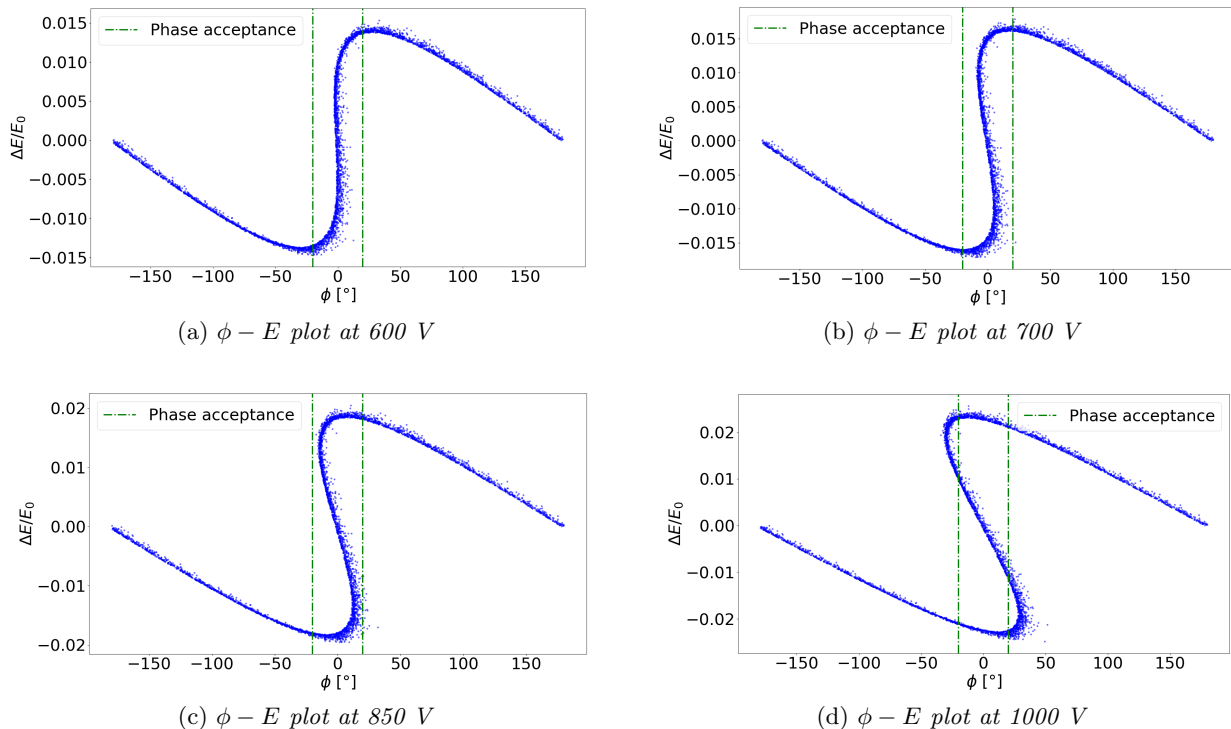 0.015
0.010
0.005
0.000
−0.005
−0.010
−0.015
ΔE/E₀
Phase acceptance
−150 −100 −50 0 50 100 150
ϕ [°]
(a) ϕ − E plot at 600 V
0.015
0.010
0.005
0.000
−0.005
−0.010
−0.015
ΔE/E₀
Phase acceptance
−150 −100 −50 0 50 100 150
ϕ [°]
(b) ϕ − E plot at 700 V
0.02
0.01
0.00
−0.01
−0.02
ΔE/E₀
Phase acceptance
−150 −100 −50 0 50 100 150
ϕ [°]
(c) ϕ − E plot at 850 V
0.02
0.01
0.00
−0.01
−0.02
ΔE/E₀
Phase acceptance
−150 −100 −50 0 50 100 150
ϕ [°]
(d) ϕ − E plot at 1000 V